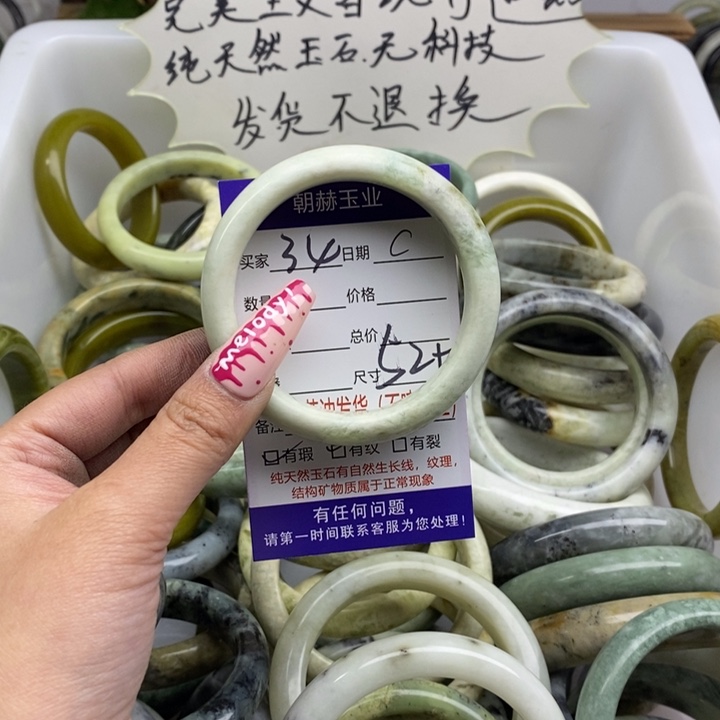 纯天然玉石.无科技
发货不退换
朝赫玉业
买家 34 日期 C
数量 价格
总价
尺寸 52+
备注
有瑕 有纹 有裂
纯天然玉石有自然生长线，纹理，
结构矿物质属于正常现象
有任何问题，
请第一时间联系客服为您处理！
melody!